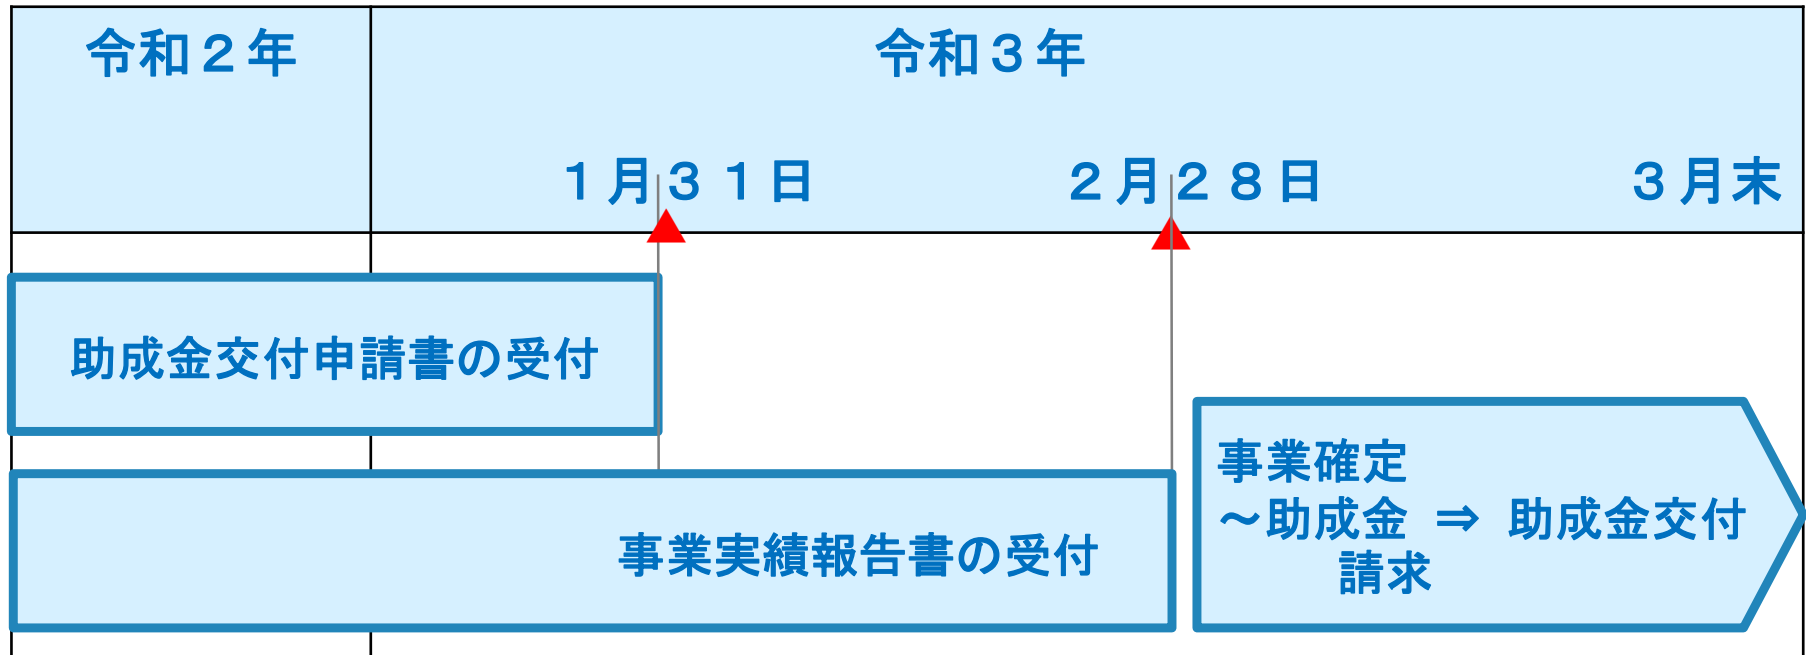 令和２年
令和３年
１月３１日
２月２８日
３月末
助成金交付申請書の受付
事業実績報告書の受付
事業確定
～助成金 ⇒ 助成金交付
請求